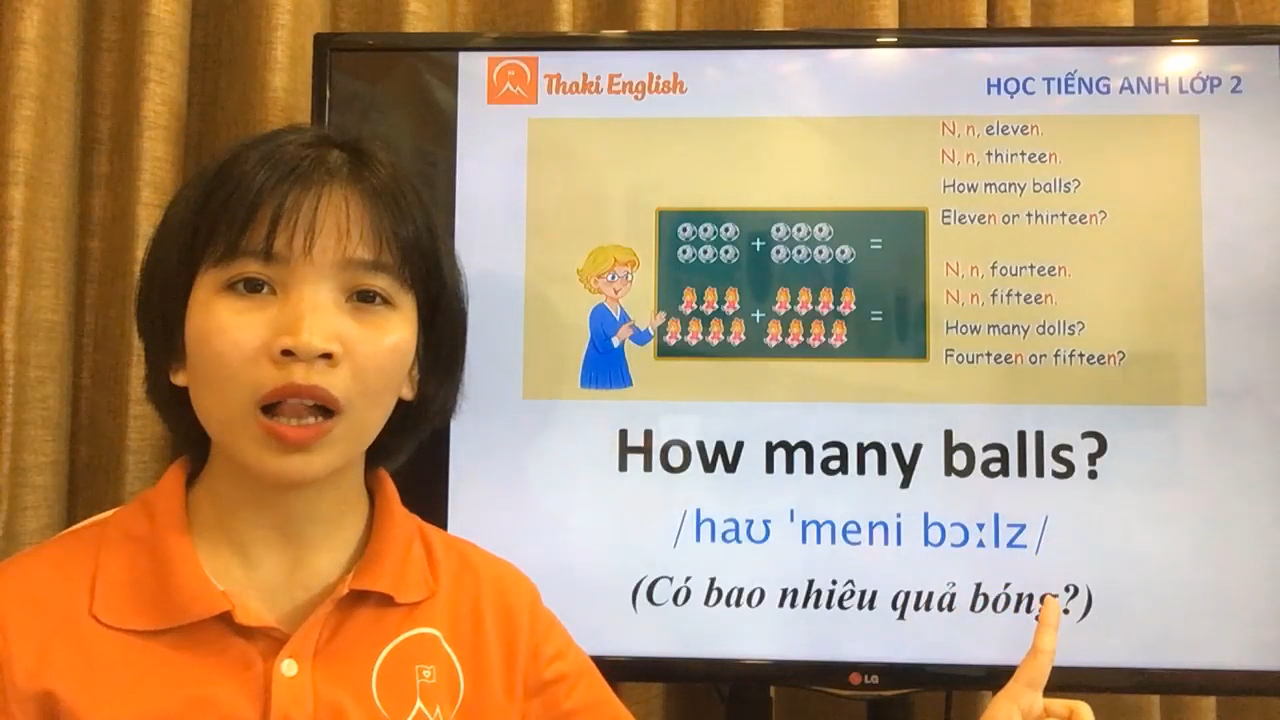 Thaki English
HỌC TIẾNG ANH LỚP 2
N, n, eleven.
N, n, thirteen.
How many balls?
Eleven or thirteen?
N, n, fourteen.
N, n, fifteen.
How many dolls?
Fourteen or fifteen?
+ =
+ =
How many balls?
/haʊ ˈmeni bɔːlz/
(Có bao nhiêu quả bóng?)
LG